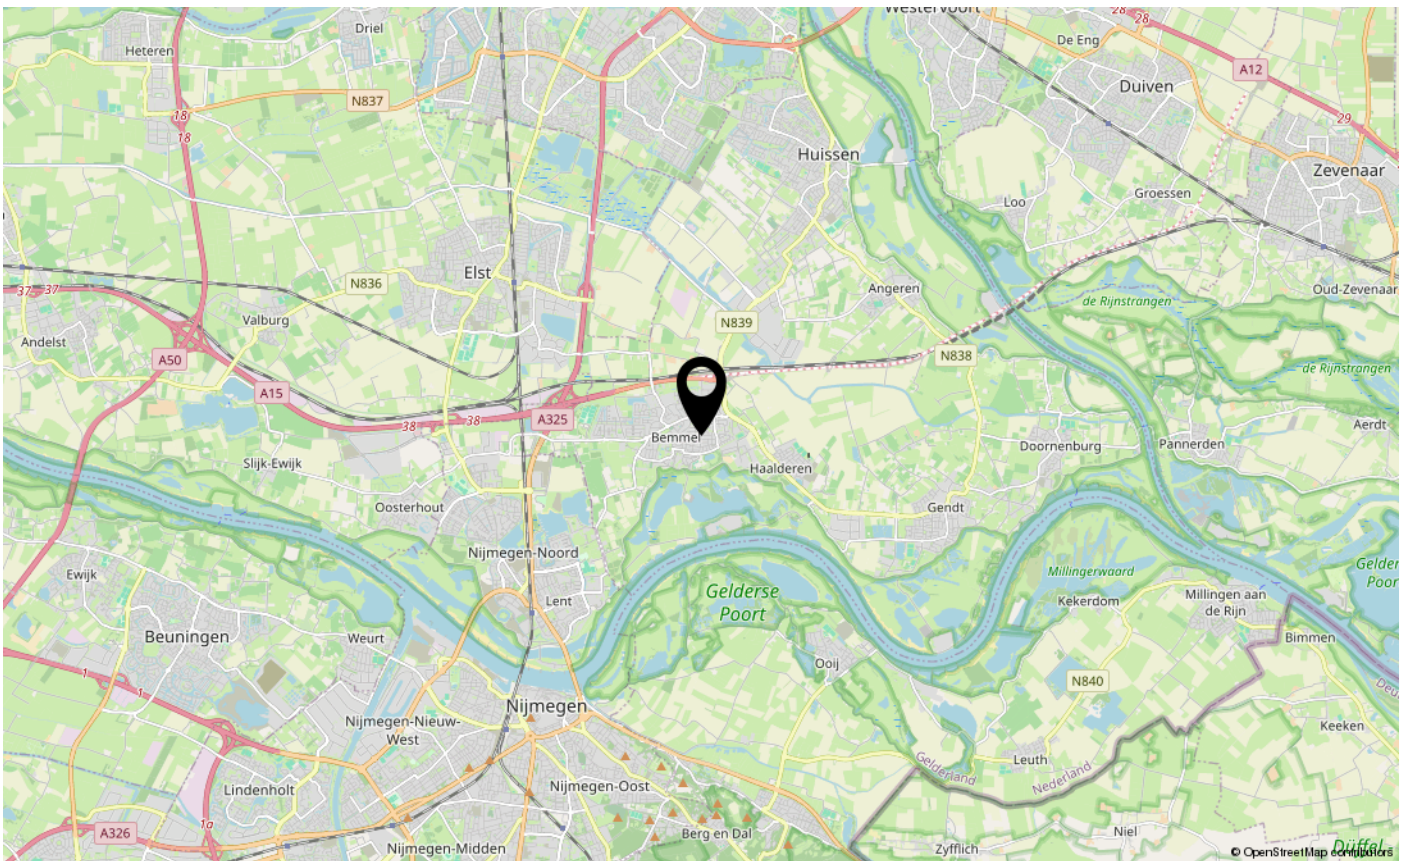 Westervoort
28
28
Driel
De Eng
Heteren
A12
Duiven
N837
18
29
18
Huissen
Zevenaar
Groessen
Loo
Elst
N836
Angeren
37
37
Oud-Zevenaar
de Rijnstrangen
Valburg
N839
Andelst
A50
N838
de Rijnstrangen
A15
38
38
A325
Aerdt
Bemmel
Doornenburg
Pannerden
Slijk-Ewijk
Haalderen
Oosterhout
Gendt
Nijmegen-Noord
Ewijk
Millingerwaard
Gelderse
Poort
Lent
Kekerdom
Millingen aan
de Rijn
Beuningen
Weurt
Bimmen
Ooij
1
1
N840
Nijmegen
Nijmegen-Nieuw-
West
Keeken
Leuth
Gelderland
Nederland
Lindenholt
Nijmegen-Oost
1a
A326
Berg en Dal
Niel
Nijmegen-Midden
Zyfflich
Düffel
© OpenStreetMap contributors